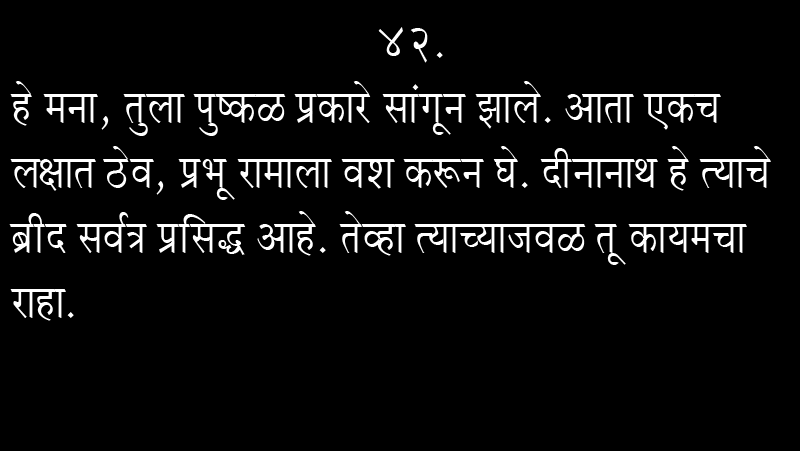 ४२.
हे मना, तुला पुष्कळ प्रकारे सांगून झाले. आता एकच
लक्षात ठेव, प्रभू रामाला वश करून घे. दीनानाथ हे त्याचे
ब्रीद सर्वत्र प्रसिद्ध आहे. तेव्हा त्याच्याजवळ तू कायमचा
राहा.